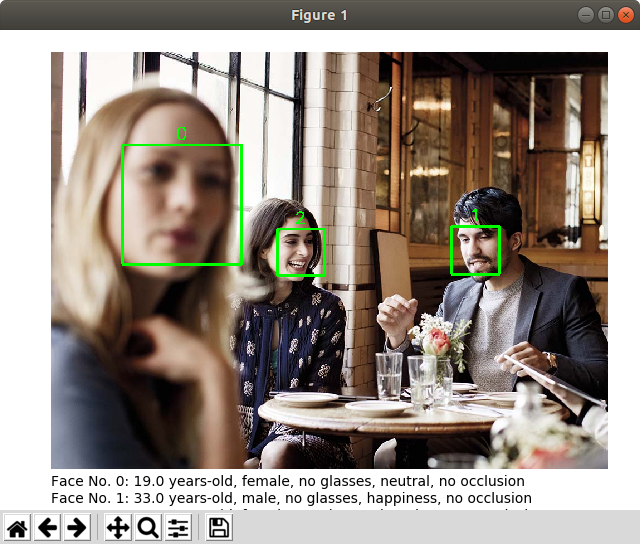 Figure 1
0
2
1
Face No. 0: 19.0 years-old, female, no glasses, neutral, no occlusion
Face No. 1: 33.0 years-old, male, no glasses, happiness, no occlusion